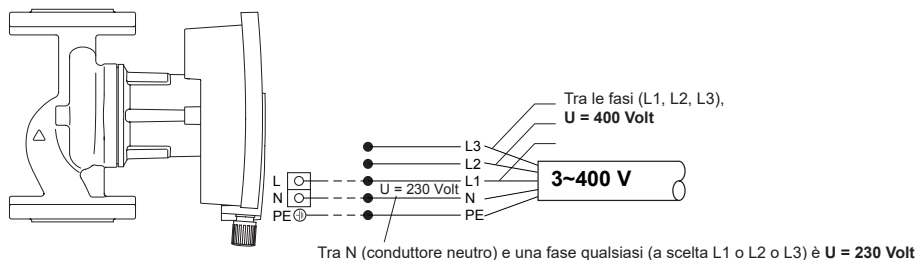 Tra le fasi (L1, L2, L3),
U = 400 Volt
L3
L2
L L1
U = 230 Volt
N N
PE PE
3~400 V
Tra N (conduttore neutro) e una fase qualsiasi (a scelta L1 o L2 o L3) è U = 230 Volt